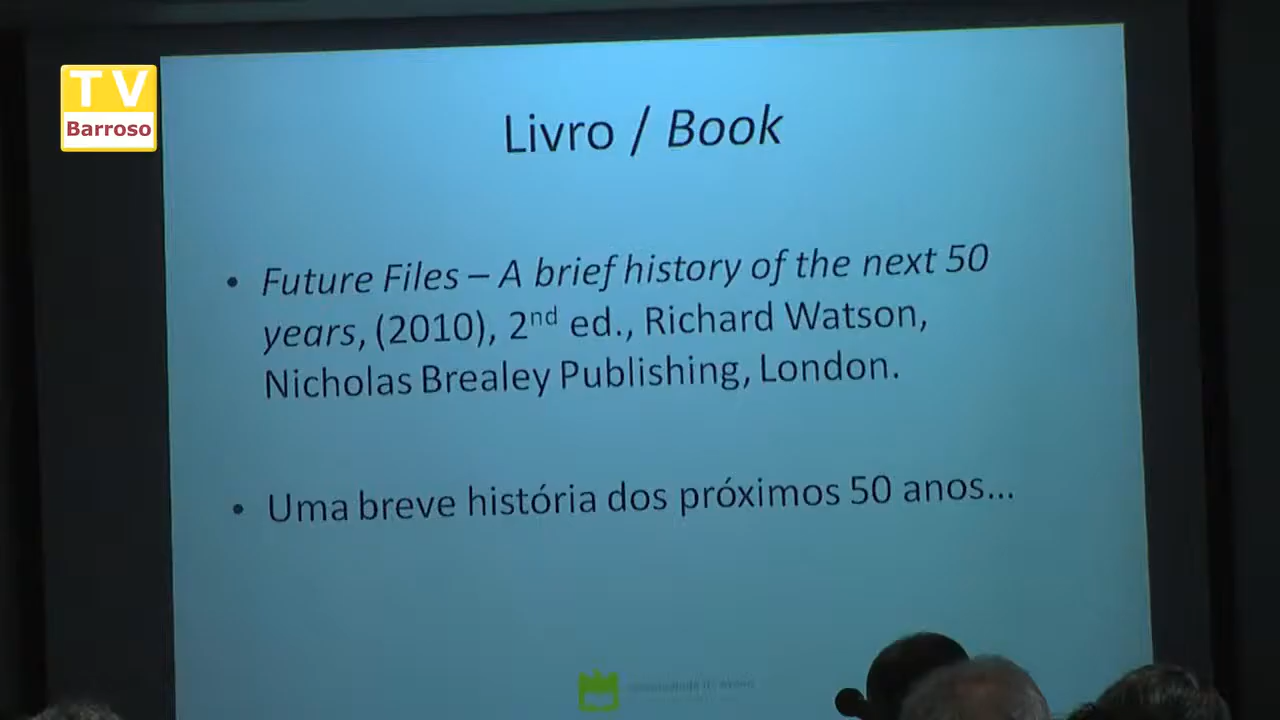 TV
Barroso
Livro / Book
• Future Files – A brief history of the next 50
years, (2010), 2nd ed., Richard Watson,
Nicholas Brealey Publishing, London.
• Uma breve história dos próximos 50 anos...